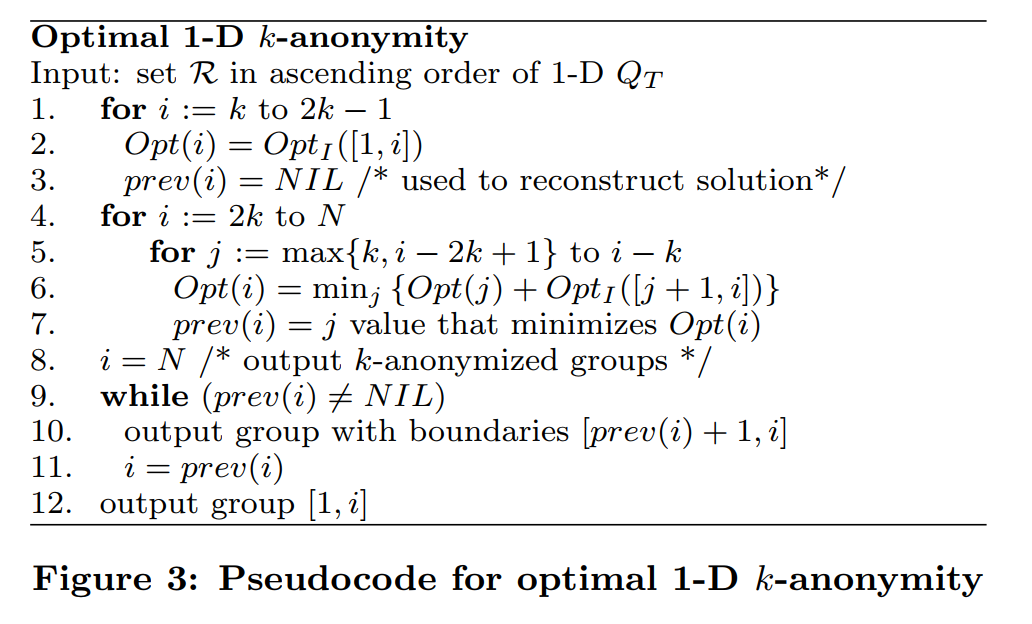 Optimal 1-D k-anonymity
Input: set ℛ in ascending order of 1-D Q_T
1. for i := k to 2k − 1
2. Opt(i) = Opt_I([1, i])
3. prev(i) = NIL /* used to reconstruct solution*/
4. for i := 2k to N
5. for j := max{k, i − 2k + 1} to i − k
6. Opt(i) = min_j {Opt(j) + Opt_I([j + 1, i])}
7. prev(i) = j value that minimizes Opt(i)
8. i = N /* output k-anonymized groups */
9. while (prev(i) ≠ NIL)
10. output group with boundaries [prev(i) + 1, i]
11. i = prev(i)
12. output group [1, i]
Figure 3: Pseudocode for optimal 1-D k-anonymity